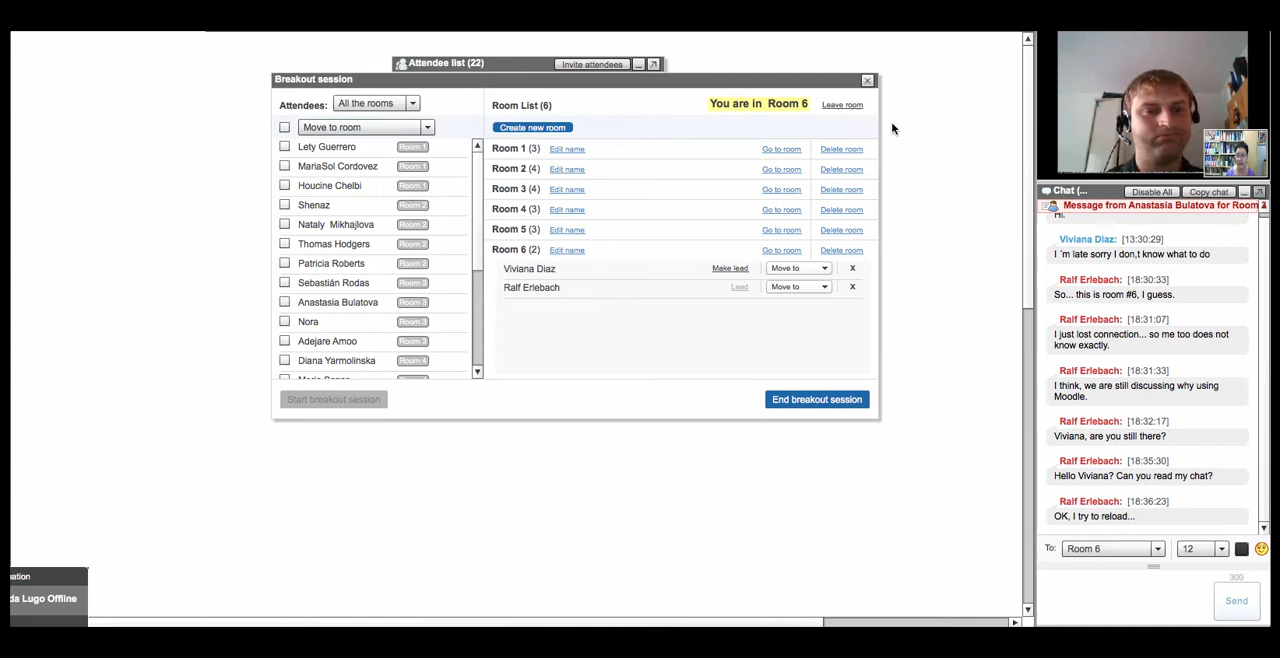 Attendee list (22)
Invite attendees
Breakout session
Attendees: All the rooms
Move to room
Lety Guerrero Room 1
MariaSol Cordovez Room 1
Houcine Chelbi Room 1
Shenaz Room 2
Nataly Mikhajlova Room 2
Thomas Hodgers Room 2
Patricia Roberts Room 2
Sebastián Rodas Room 3
Anastasia Bulatova Room 3
Nora Room 3
Adejare Amoo Room 3
Diana Yarmolinska Room 4
Start breakout session
Room List (6)
You are in Room 6 Leave room
Create new room
Room 1 (3) Edit name Go to room Delete room
Room 2 (4) Edit name Go to room Delete room
Room 3 (4) Edit name Go to room Delete room
Room 4 (3) Edit name Go to room Delete room
Room 5 (3) Edit name Go to room Delete room
Room 6 (2) Edit name Go to room Delete room
Viviana Diaz Make lead Move to X
Ralf Erlebach Lead Move to X
End breakout session
ation
da Lugo Offline
Chat (... Disable All Copy chat
Message from Anastasia Bulatova for Room
Hi.
Viviana Diaz: [13:30:29]
I ´m late sorry I don,t know what to do
Ralf Erlebach: [18:30:33]
So... this is room #6, I guess.
Ralf Erlebach: [18:31:07]
I just lost connection... so me too does not
know exactly.
Ralf Erlebach: [18:31:33]
I think, we are still discussing why using
Moodle.
Ralf Erlebach: [18:32:17]
Viviana, are you still there?
Ralf Erlebach: [18:35:30]
Hello Viviana? Can you read my chat?
Ralf Erlebach: [18:36:23]
OK, I try to reload...
To: Room 6 12
300
Send